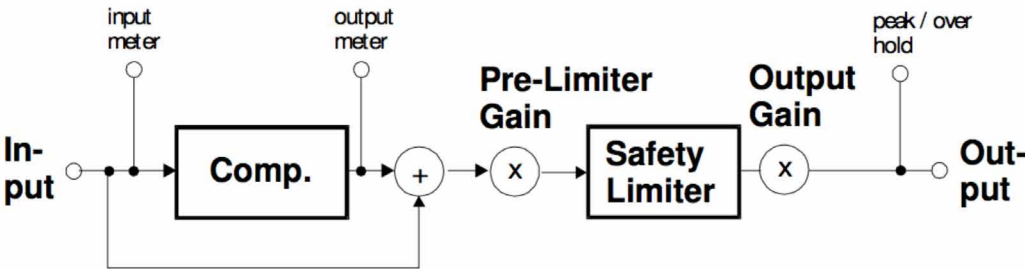 input
meter
output
meter
peak / over
hold
Pre-Limiter
Gain
Output
Gain
In-
put
Comp.
+
x
Safety
Limiter
x
Out-
put